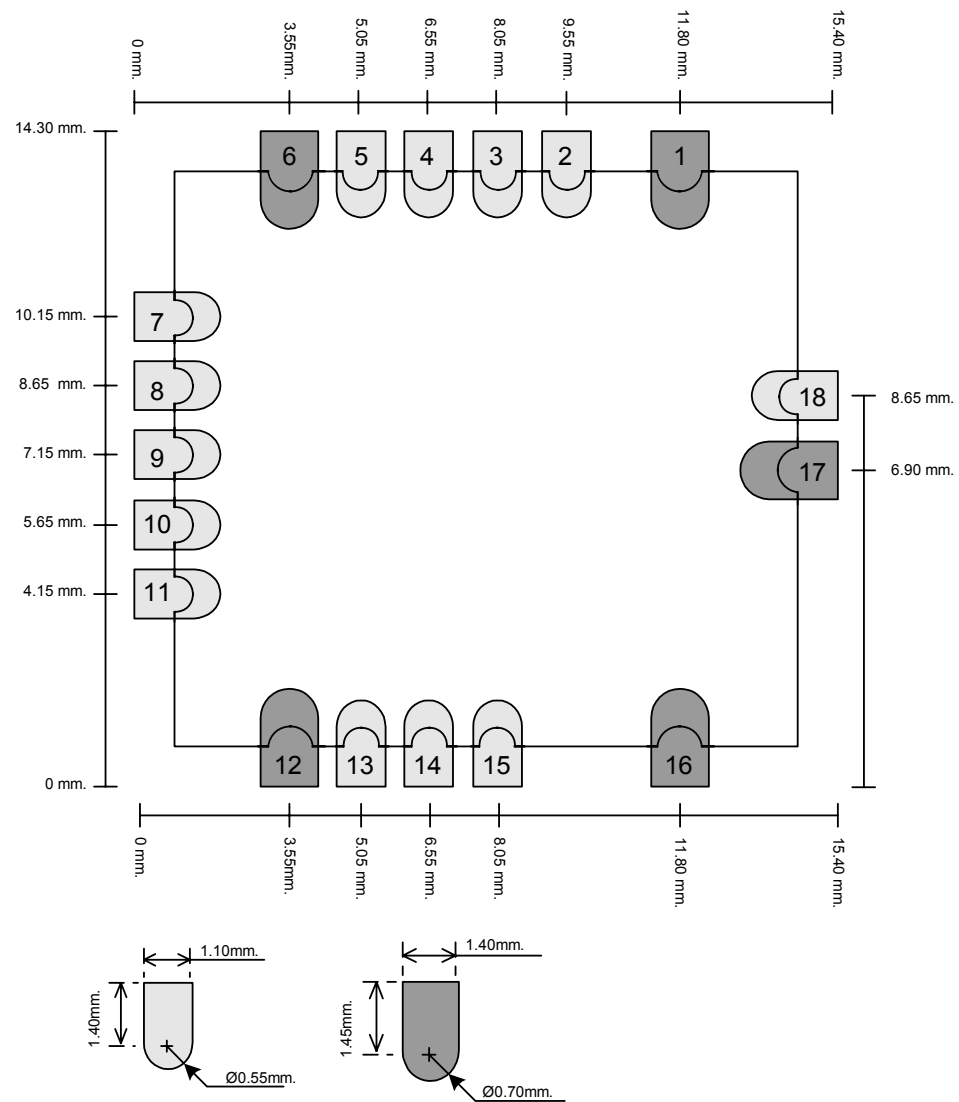 0 mm.
3.55mm.
5.05 mm.
6.55 mm.
8.05 mm.
9.55 mm.
11.80 mm.
15.40 mm.
14.30 mm.
6
5
4
3
2
1
10.15 mm.
7
8.65 mm.
8
18
8.65 mm.
7.15 mm.
9
17
6.90 mm.
5.65 mm.
10
4.15 mm.
11
12
13
14
15
16
0 mm.
0 mm.
3.55mm.
5.05 mm.
6.55 mm.
8.05 mm.
11.80 mm.
15.40 mm.
1.10mm.
1.40mm.
1.40mm.
1.45mm.
Ø0.55mm.
Ø0.70mm.